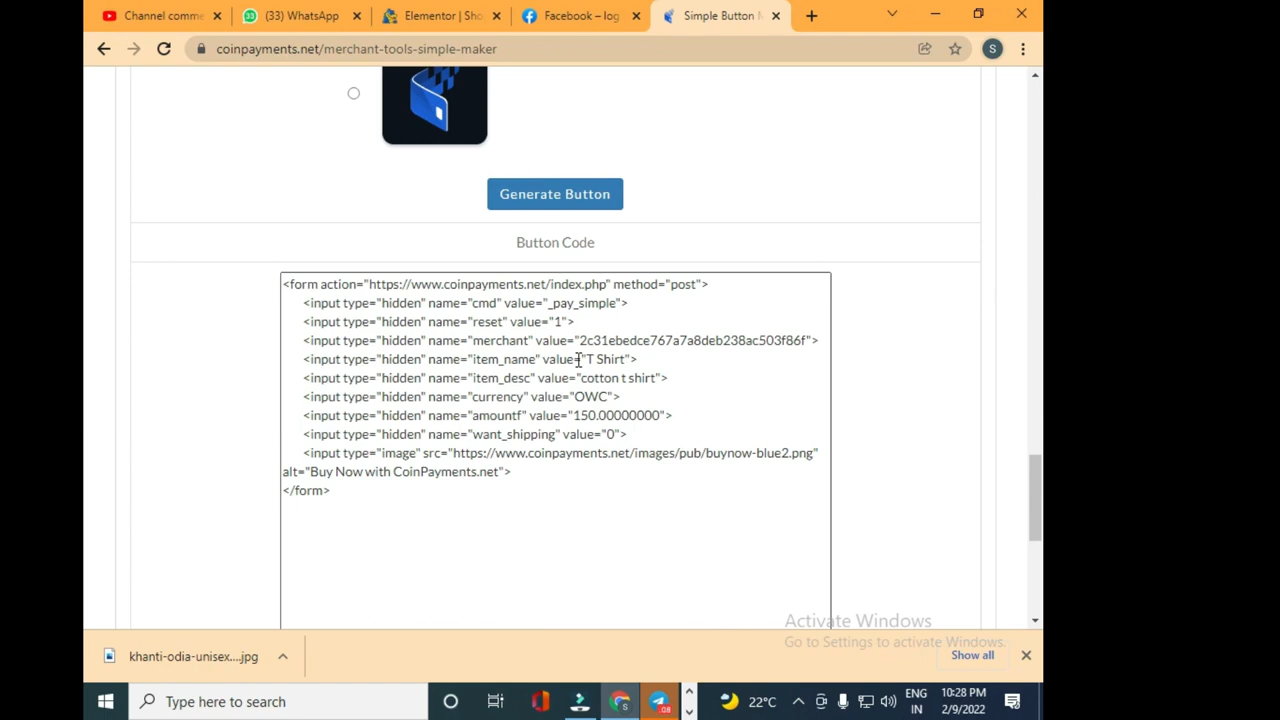 Channel comme
(33) WhatsApp
Elementor | Sho
Facebook – log
Simple Button M
coinpayments.net/merchant-tools-simple-maker
S
Generate Button
Button Code
<form action="https://www.coinpayments.net/index.php" method="post">
<input type="hidden" name="cmd" value="_pay_simple">
<input type="hidden" name="reset" value="1">
<input type="hidden" name="merchant" value="2c31ebedce767a7a8deb238ac503f86f">
<input type="hidden" name="item_name" value="T Shirt">
<input type="hidden" name="item_desc" value="cotton t shirt">
<input type="hidden" name="currency" value="OWC">
<input type="hidden" name="amountf" value="150.00000000">
<input type="hidden" name="want_shipping" value="0">
<input type="image" src="https://www.coinpayments.net/images/pub/buynow-blue2.png"
alt="Buy Now with CoinPayments.net">
</form>
Activate Windows
Go to Settings to activate Windows.
khanti-odia-unisex....jpg
Show all
Type here to search
08
22°C
ENG
IN
10:28 PM
2/9/2022